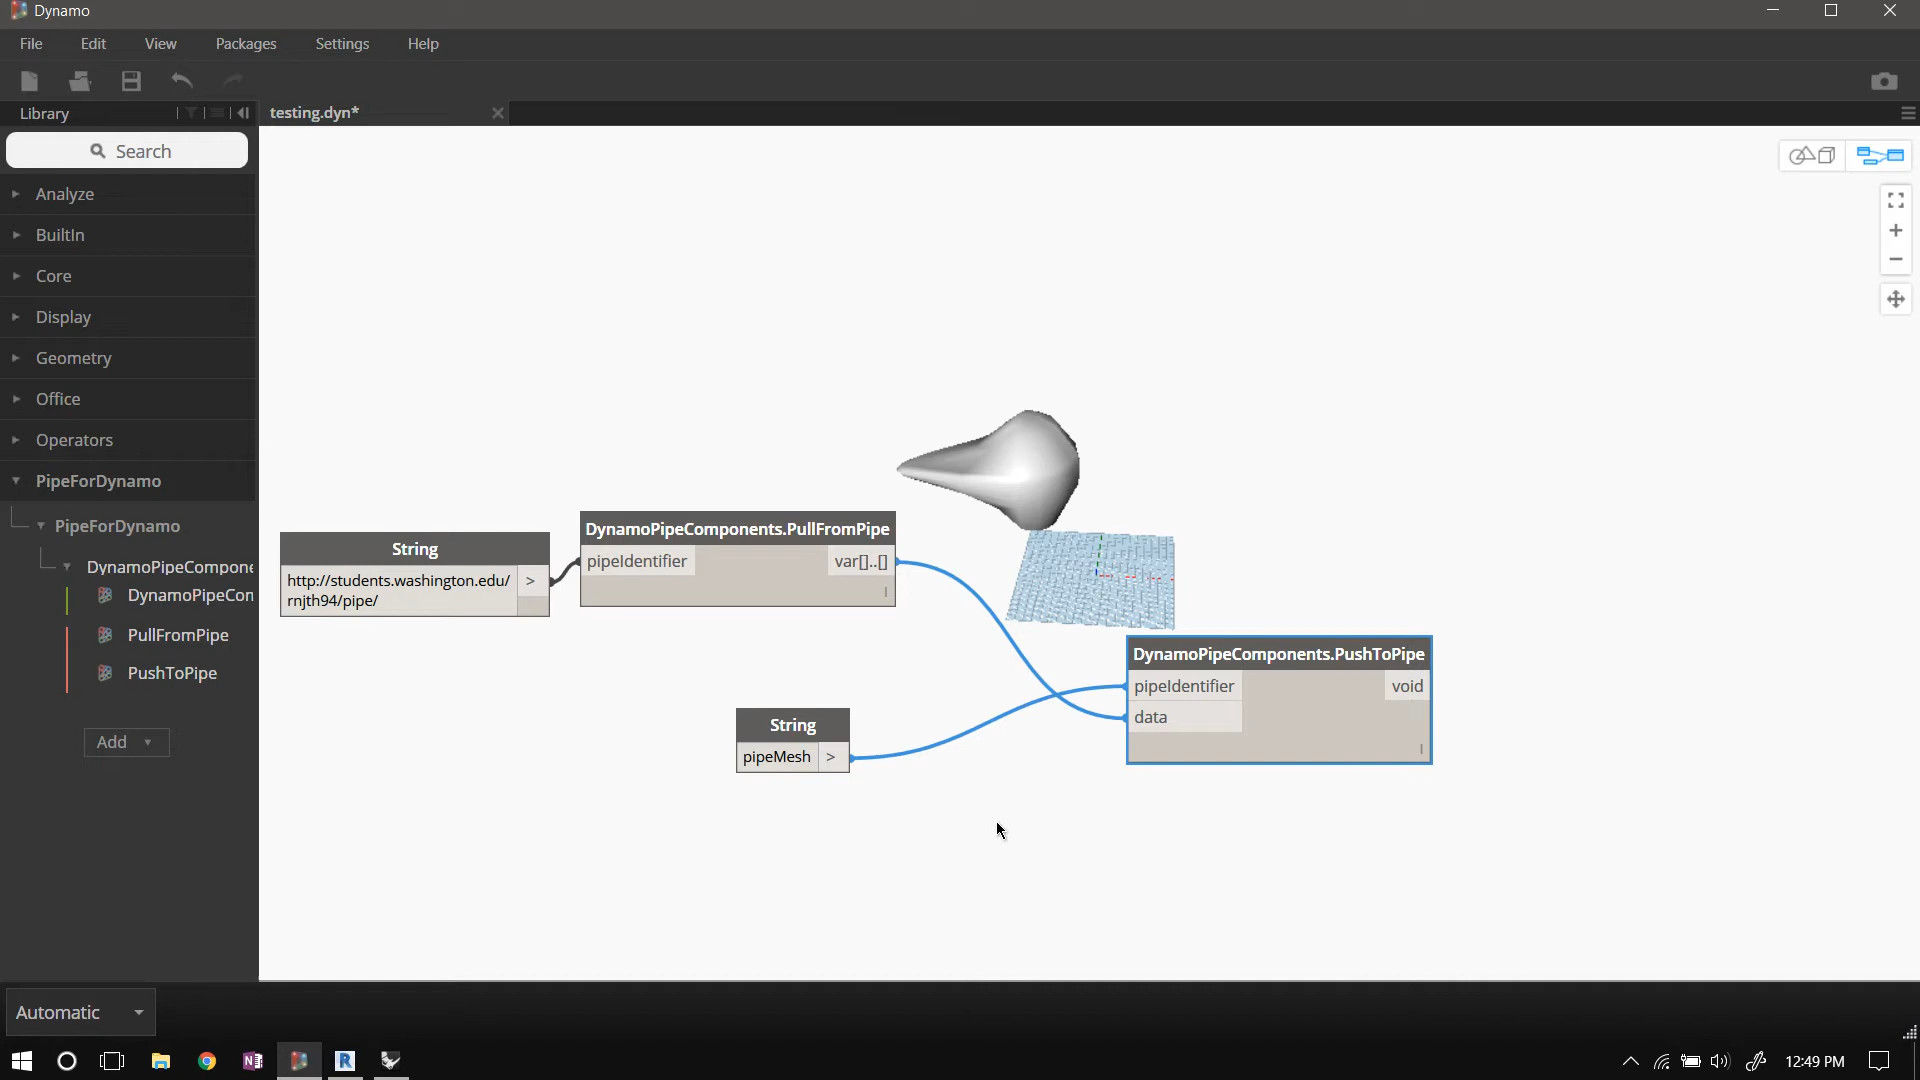 Dynamo
File Edit View Packages Settings Help
Library
testing.dyn*
Search
Analyze
BuiltIn
Core
Display
Geometry
Office
Operators
PipeForDynamo
PipeForDynamo
DynamoPipeCompone
DynamoPipeCon
PullFromPipe
PushToPipe
Add
String
http://students.washington.edu/
rnjth94/pipe/
>
DynamoPipeComponents.PullFromPipe
pipeIdentifier var[]..[]
String
pipeMesh >
DynamoPipeComponents.PushToPipe
pipeIdentifier void
data
Automatic
12:49 PM